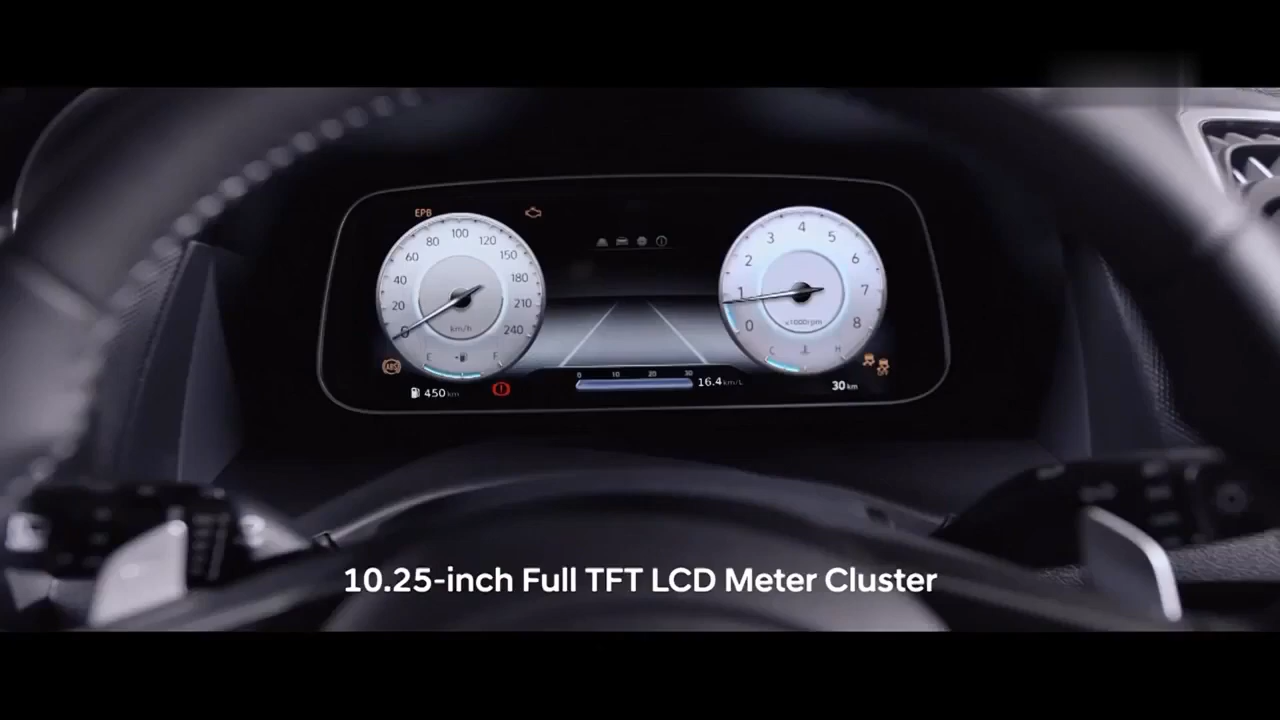 EPB
100
80 120
60 150
40 180
20 210
0 240
km/h
E F
ABS
450 km
0 10 20 30
16.4 km/L
4
3 5
2 6
1 7
0 8
x1000rpm
C H
30 km
10.25-inch Full TFT LCD Meter Cluster